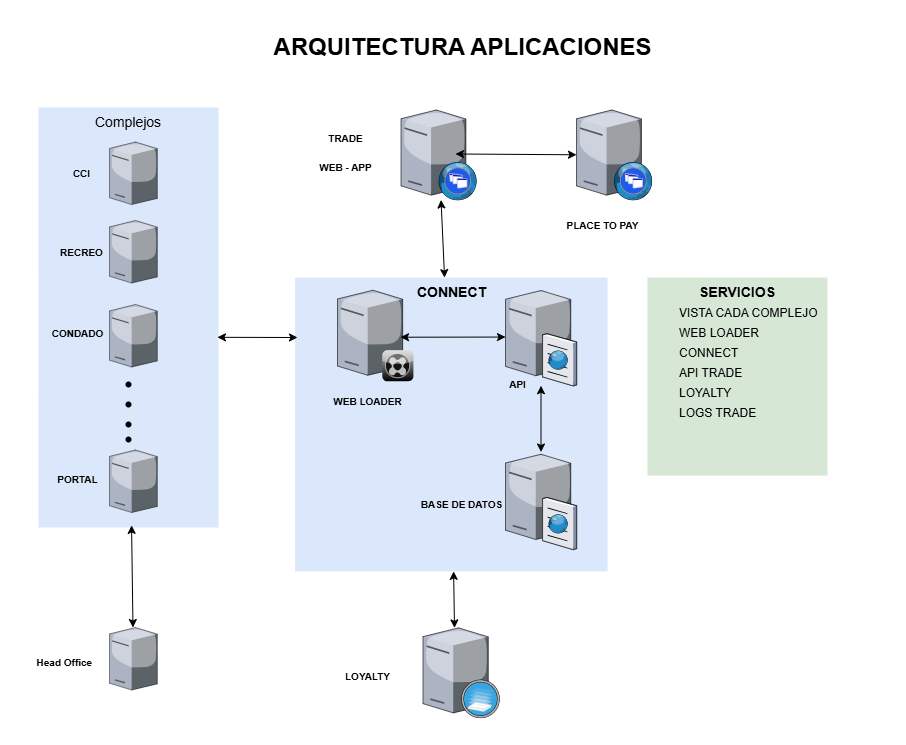 ARQUITECTURA APLICACIONES
Complejos
CCI
RECREO
CONDADO
PORTAL
Head Office
TRADE
WEB - APP
PLACE TO PAY
CONNECT
WEB LOADER
API
BASE DE DATOS
LOYALTY
SERVICIOS
VISTA CADA COMPLEJO
WEB LOADER
CONNECT
API TRADE
LOYALTY
LOGS TRADE